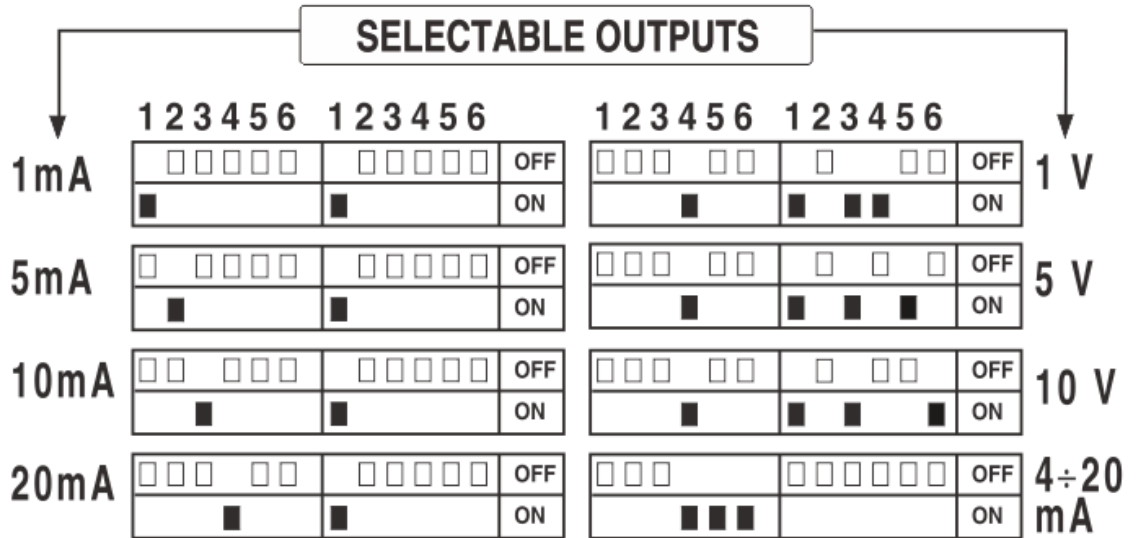 SELECTABLE OUTPUTS
1 2 3 4 5 6 1 2 3 4 5 6 1 2 3 4 5 6 1 2 3 4 5 6
1mA OFF OFF 1 V
ON ON
5mA OFF OFF 5 V
ON ON
10mA OFF OFF 10 V
ON ON
20mA OFF OFF 4÷20
ON ON mA